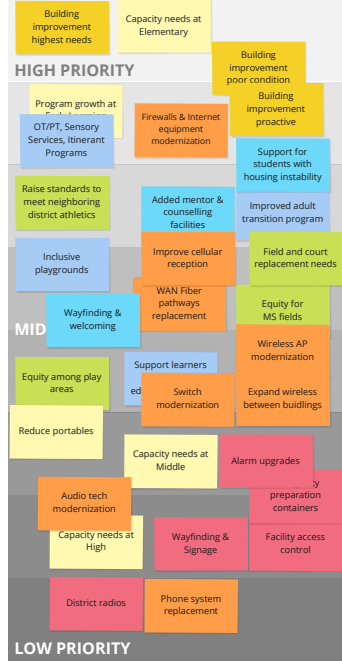 Building
improvement
highest needs
Capacity needs at
Elementary
Building
improvement
poor condition
HIGH PRIORITY
Building
improvement
proactive
Program growth at
Firewalls & Internet
equipment
modernization
OT/PT, Sensory
Services, Itinerant
Programs
Support for
students with
housing instability
Raise standards to
meet neighboring
district athletics
Added mentor &
counselling
facilities
Improved adult
transition program
Inclusive
playgrounds
Improve cellular
reception
Field and court
replacement needs
WAN Fiber
pathways
replacement
Equity for
MS fields
Wayfinding &
welcoming
MID
Wireless AP
modernization
Equity among play
areas
Support learners
ed
Switch
modernization
Expand wireless
between buidlings
Reduce portables
Capacity needs at
Middle
Alarm upgrades
preparation
containers
Audio tech
modernization
Capacity needs at
High
Wayfinding &
Signage
Facility access
control
District radios
Phone system
replacement
LOW PRIORITY